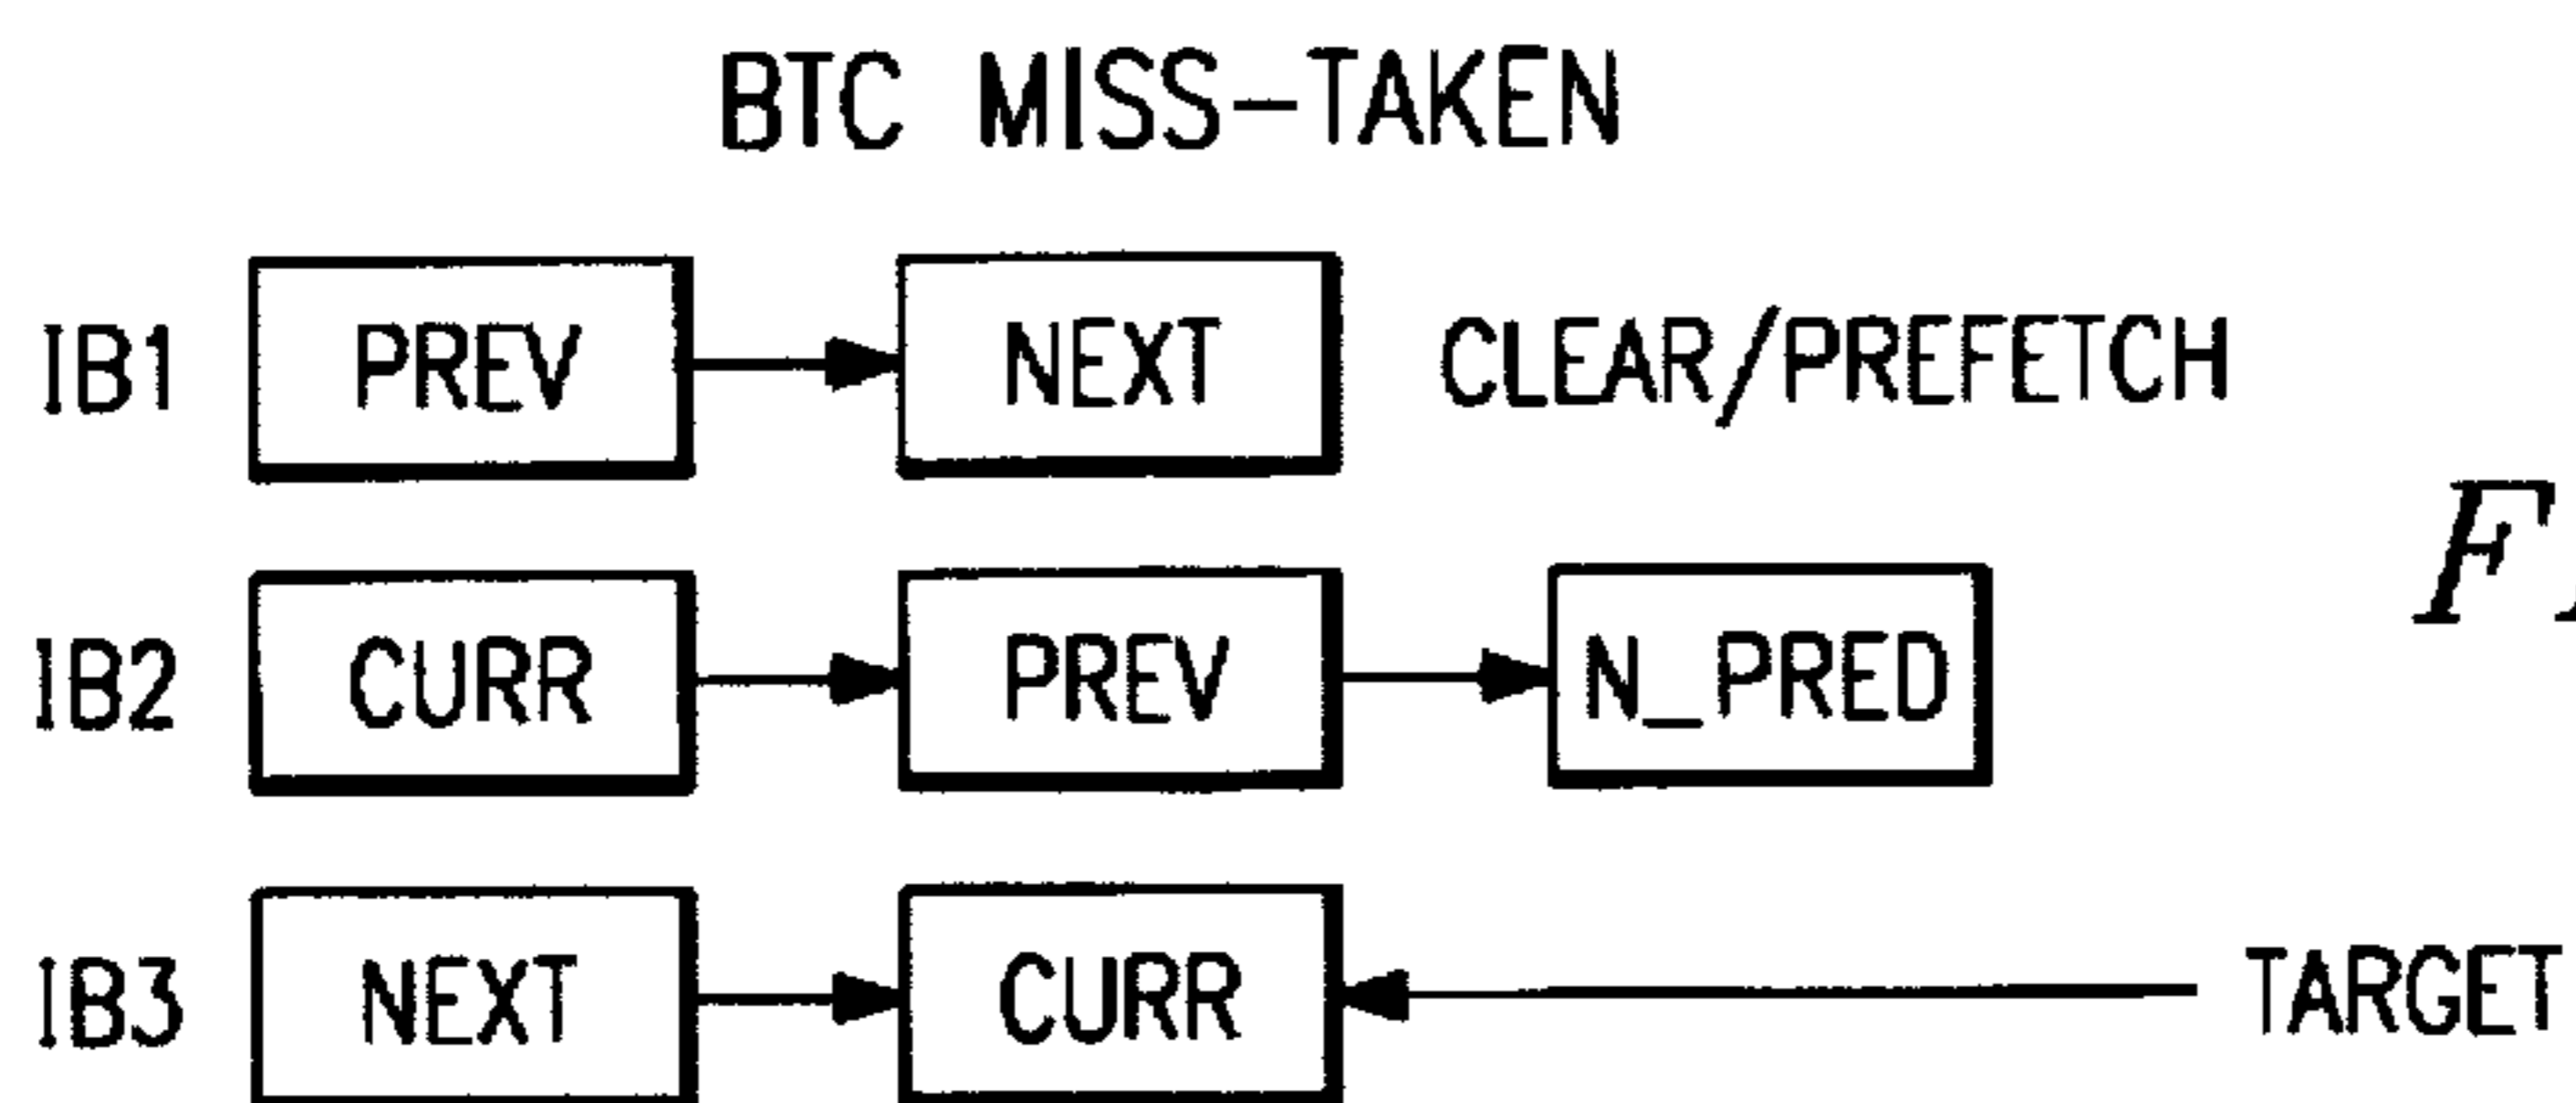 BTC MISS-TAKEN
IB1 PREV NEXT CLEAR/PREFETCH
IB2 CURR PREV N_PRED
IB3 NEXT CURR TARGET